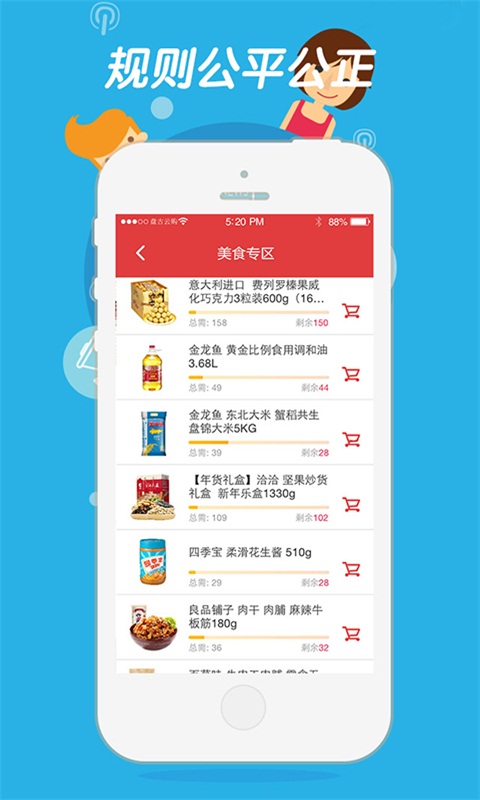 规则公平公正
盘古云购
5:20 PM
88%
美食专区
意大利进口 费列罗榛果威
化巧克力3粒装600g（16…
总需: 158
剩余150
金龙鱼 黄金比例食用调和油
3.68L
总需: 49
剩余44
金龙鱼 东北大米 蟹稻共生
盘锦大米5KG
总需: 39
剩余28
【年货礼盒】洽洽 坚果炒货
礼盒 新年乐盒1330g
总需: 109
剩余102
四季宝 柔滑花生酱 510g
总需: 29
剩余28
良品铺子 肉干 肉脯 麻辣牛
板筋180g
总需: 36
剩余32